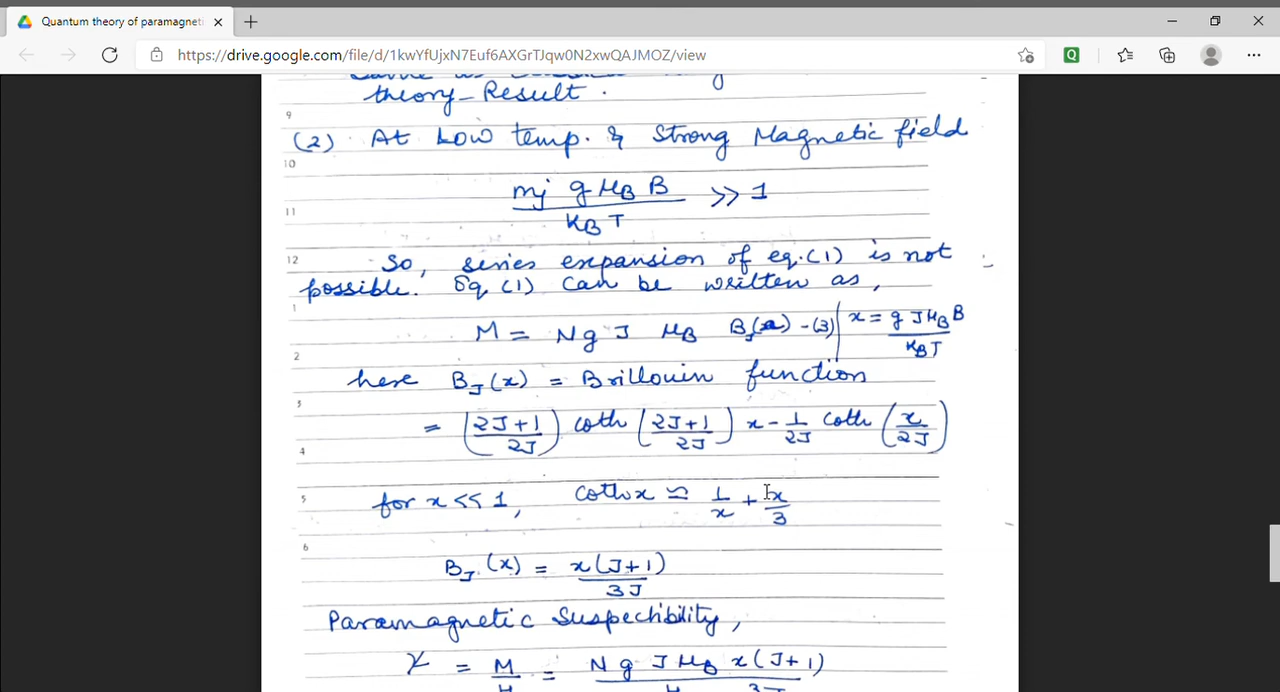 Quantum theory of paramagneti
https://drive.google.com/file/d/1kwYfUjxN7Euf6AXGrTJqw0N2xwQAJMOZ/view
theory - Result.
9
(2) At Low temp. & Strong Magnetic field
10
mj g μB B / KB T >> 1
11
12
So, series expansion of eq.(1) is not
possible. Eq (1) can be written as,
1
M = N g J μB BJ(x) - (3) | x = g J μB B / KB T
2
here BJ(x) = Brillouin function
3
= (2J+1 / 2J) coth (2J+1 / 2J) x - 1/2J coth (x / 2J)
4
5
for x << 1, coth x ≃ 1/x + x/3
6
BJ (x) = x(J+1) / 3J
Paramagnetic Suspectibility,
χ = M / H = N g J μB x(J+1)